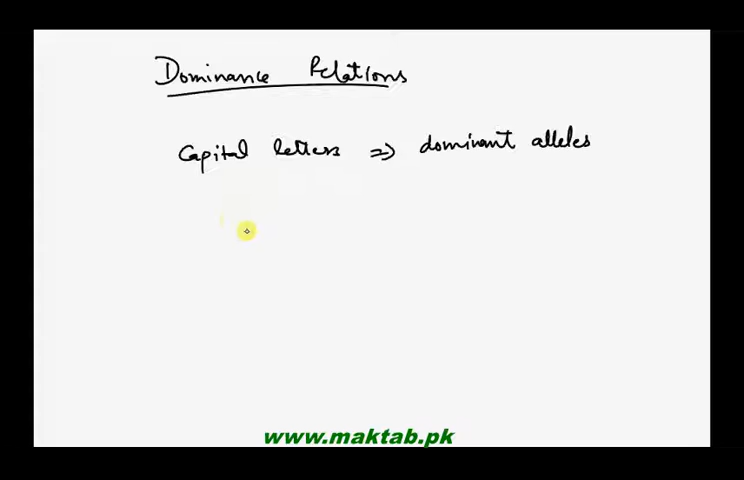 Dominance Relations
Capital letters => dominant alleles
www.maktab.pk